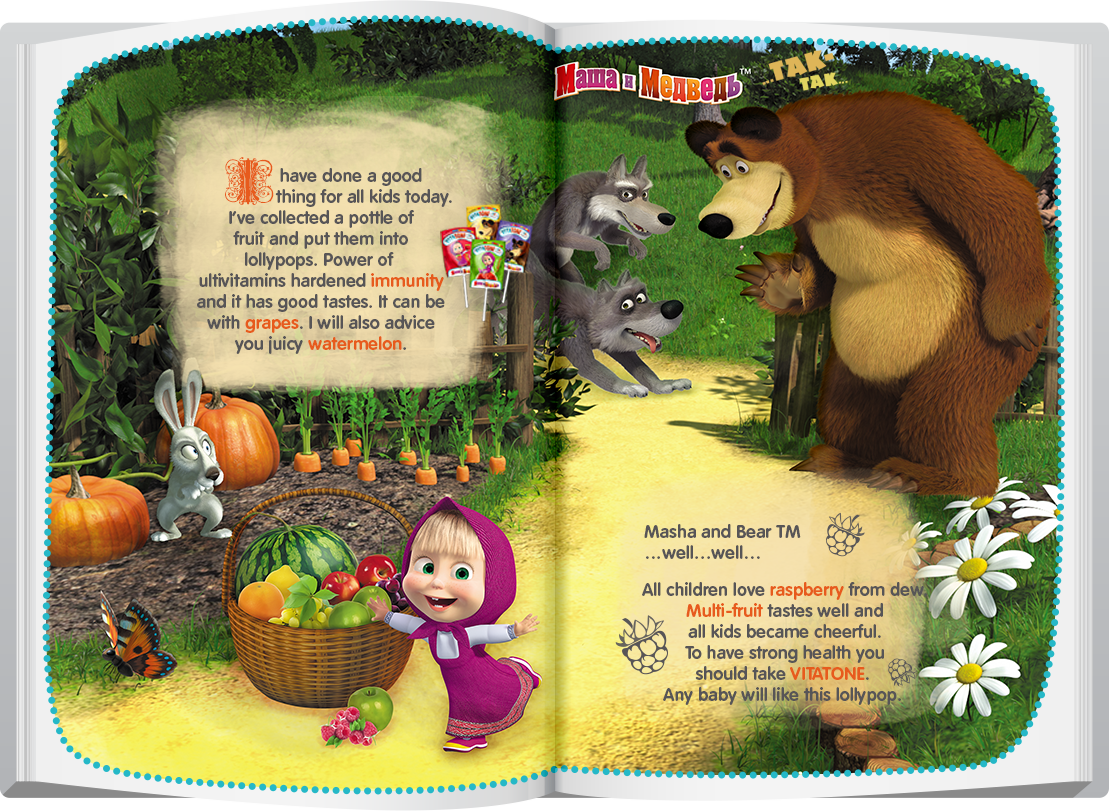 I have done a good
thing for all kids today.
I've collected a pottle of
fruit and put them into
lollypops. Power of
ultivitamins hardened immunity
and it has good tastes. It can be
with grapes. I will also advice
you juicy watermelon.
Маша и Медведь™
...ТАК-
ТАК...
Masha and Bear TM
...well...well...
All children love raspberry from dew.
Multi-fruit tastes well and
all kids became cheerful.
To have strong health you
should take VITATONE.
Any baby will like this lollypop.